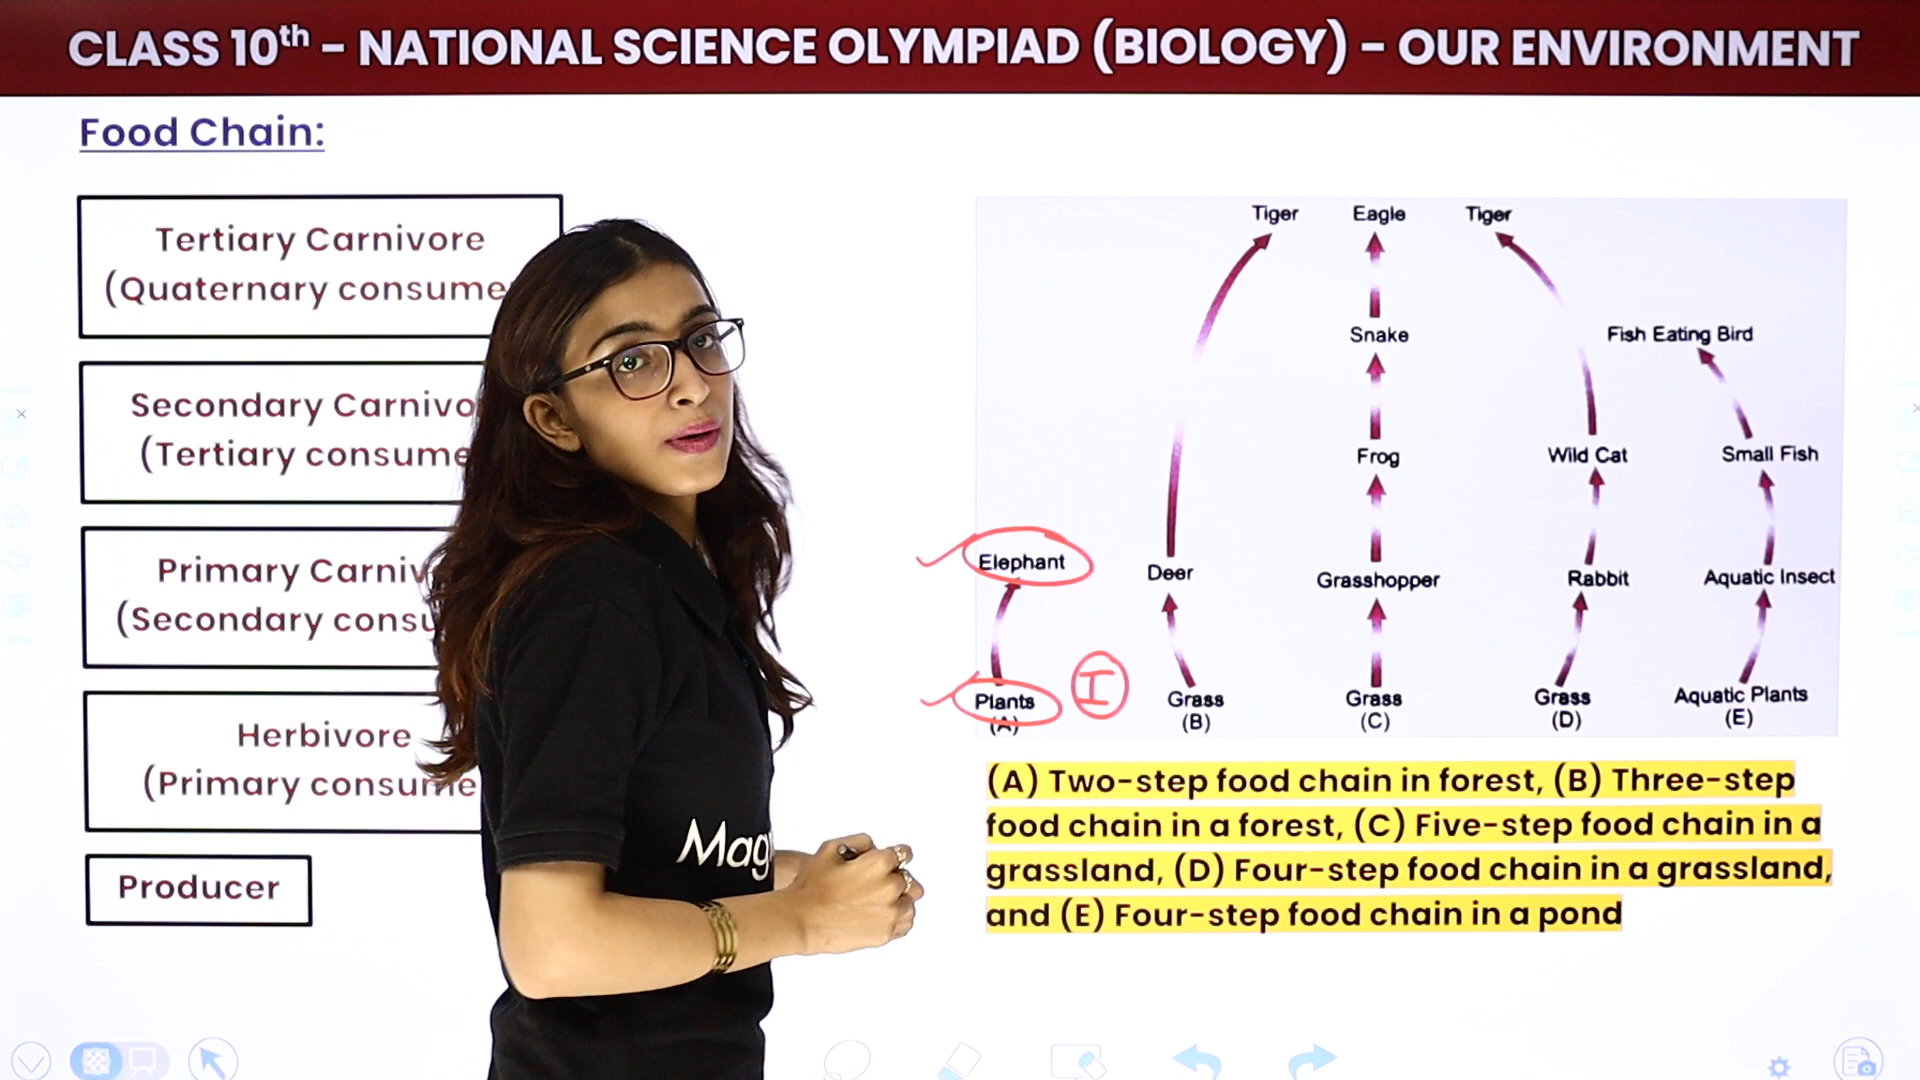 CLASS 10th – NATIONAL SCIENCE OLYMPIAD (BIOLOGY) – OUR ENVIRONMENT
Food Chain:
Tertiary Carnivore
(Quaternary consume
Secondary Carnivo
(Tertiary consume
Primary Carniv
(Secondary consu
Herbivore
(Primary consume
Producer
Mag
Tiger Eagle Tiger
Snake Fish Eating Bird
Frog Wild Cat Small Fish
Elephant Deer Grasshopper Rabbit Aquatic Insect
Plants I Grass Grass Grass Aquatic Plants
(A) (B) (C) (D) (E)
(A) Two-step food chain in forest, (B) Three-step
food chain in a forest, (C) Five-step food chain in a
grassland, (D) Four-step food chain in a grassland,
and (E) Four-step food chain in a pond